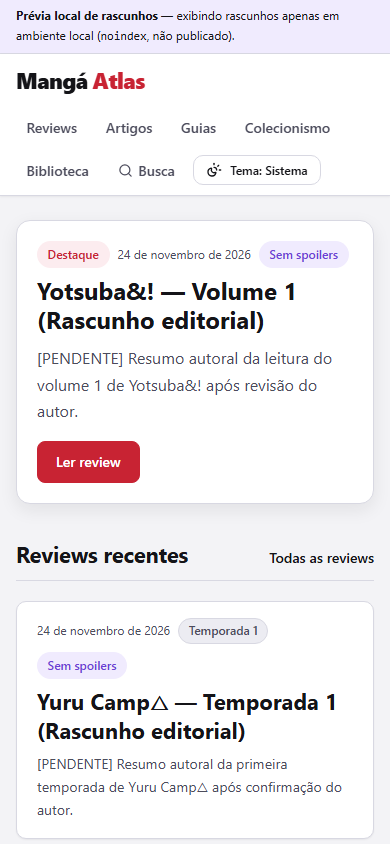 Prévia local de rascunhos — exibindo rascunhos apenas em
ambiente local (noindex, não publicado).
Mangá Atlas
Reviews Artigos Guias Colecionismo
Biblioteca Busca Tema: Sistema
Destaque 24 de novembro de 2026 Sem spoilers
Yotsuba&! — Volume 1
(Rascunho editorial)
[PENDENTE] Resumo autoral da leitura do
volume 1 de Yotsuba&! após revisão do
autor.
Ler review
Reviews recentes Todas as reviews
24 de novembro de 2026 Temporada 1
Sem spoilers
Yuru Camp△ — Temporada 1
(Rascunho editorial)
[PENDENTE] Resumo autoral da primeira
temporada de Yuru Camp△ após confirmação do
autor.